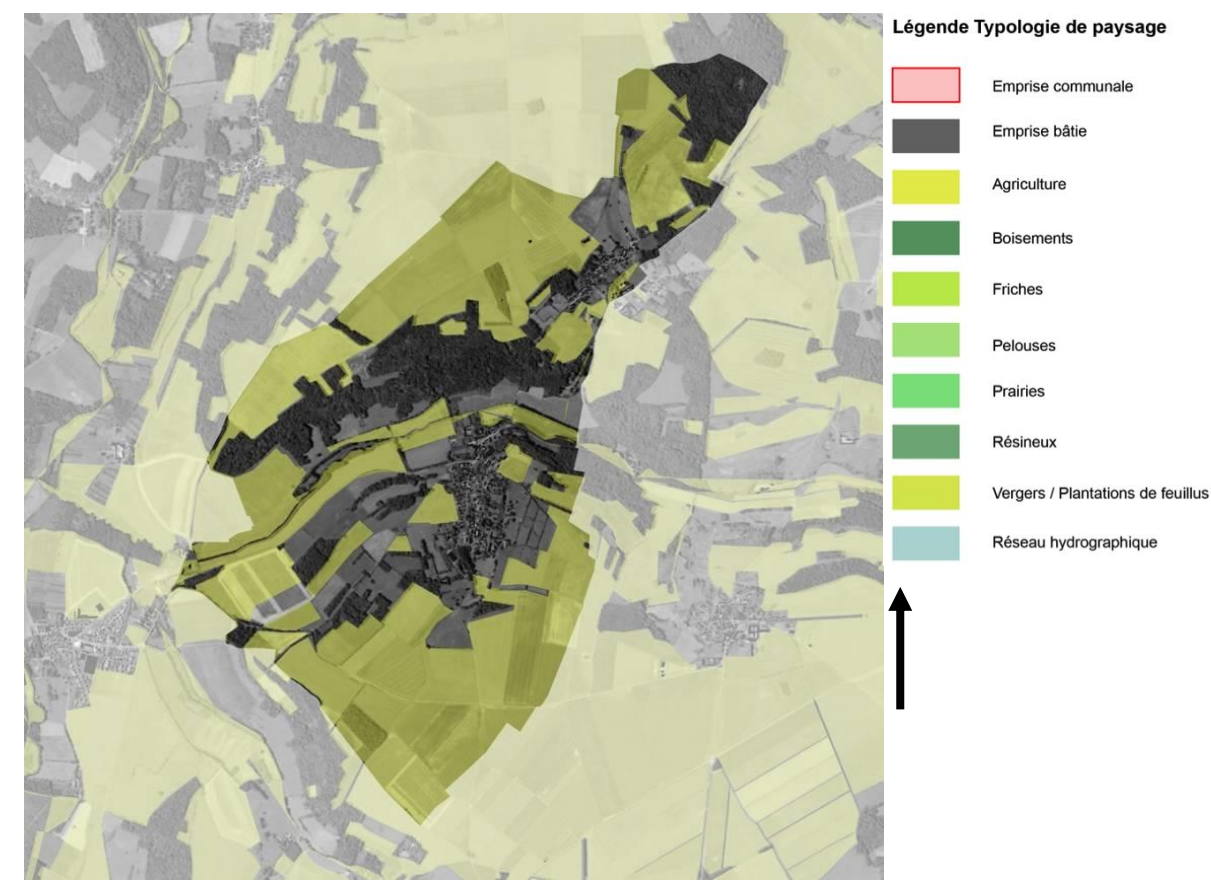 Légende Typologie de paysage
Emprise communale
Emprise bâtie
Agriculture
Boisements
Friches
Pelouses
Prairies
Résineux
Vergers / Plantations de feuillus
Réseau hydrographique